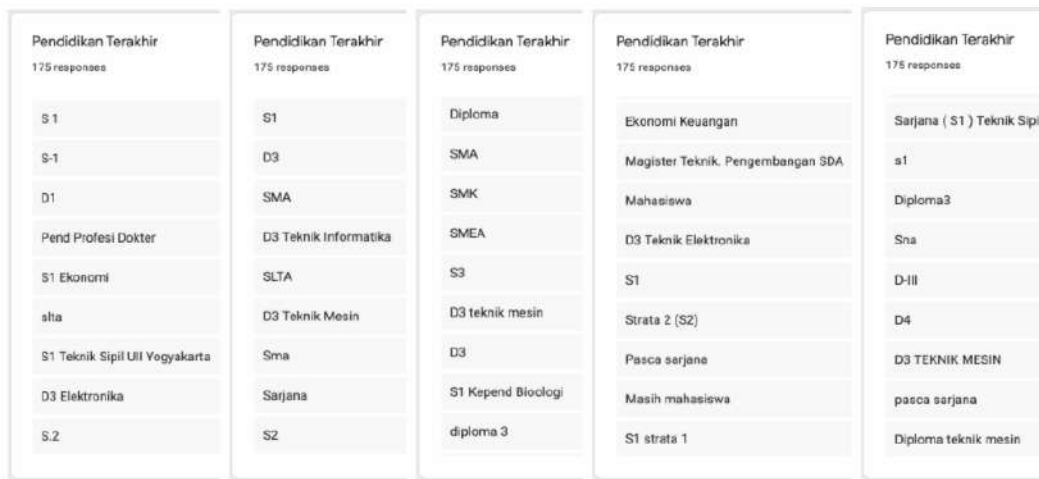 Pendidikan Terakhir
175 responses
S 1
S-1
D1
Pend Profesi Dokter
S1 Ekonomi
slta
S1 Teknik Sipil UII Yogyakarta
D3 Elektronika
S.2
Pendidikan Terakhir
175 responses
S1
D3
SMA
D3 Teknik Informatika
SLTA
D3 Teknik Mesin
Sma
Sarjana
S2
Pendidikan Terakhir
175 responses
Diploma
SMA
SMK
SMEA
S3
D3 teknik mesin
D3
S1 Kepend Bioologi
diploma 3
Pendidikan Terakhir
175 responses
Ekonomi Keuangan
Magister Teknik. Pengembangan SDA
Mahasiswa
D3 Teknik Elektronika
S1
Strata 2 (S2)
Pasca sarjana
Masih mahasiswa
S1 strata 1
Pendidikan Terakhir
175 responses
Sarjana ( S1 ) Teknik Sipil
s1
Diploma3
Sna
D-III
D4
D3 TEKNIK MESIN
pasca sarjana
Diploma teknik mesin